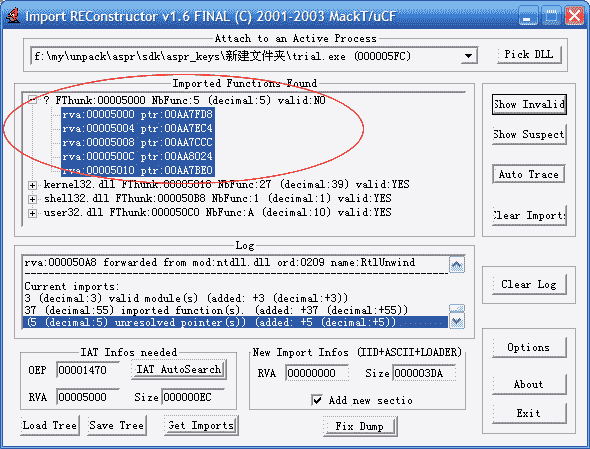 Import REConstructor v1.6 FINAL (C) 2001-2003 MackT/uCF
Attach to an Active Process
f:\my\unpack\aspr\sdk\aspr_keys\新建文件夹\trial.exe (000005FC)
Pick DLL
Imported Functions Found
? FThunk:00005000 NbFunc:5 (decimal:5) valid:NO
rva:00005000 ptr:00AA7FD8
rva:00005004 ptr:00AA7EC4
rva:00005008 ptr:00AA7CCC
rva:0000500C ptr:00AA8024
rva:00005010 ptr:00AA7BE0
kernel32.dll FThunk:00005018 NbFunc:27 (decimal:39) valid:YES
shell32.dll FThunk:000050B8 NbFunc:1 (decimal:1) valid:YES
user32.dll FThunk:000050C0 NbFunc:A (decimal:10) valid:YES
Show Invalid
Show Suspect
Auto Trace
Clear Imports
Log
rva:000050A8 forwarded from mod:ntdll.dll ord:0209 name:RtlUnwind
Current imports:
3 (decimal:3) valid module(s) (added: +3 (decimal:+3))
37 (decimal:55) imported function(s). (added: +37 (decimal:+55))
(5 (decimal:5) unresolved pointer(s)) (added: +5 (decimal:+5))
Clear Log
IAT Infos needed
OEP 00001470 IAT AutoSearch
RVA 00005000 Size 000000EC
New Import Infos (IID+ASCII+LOADER)
RVA 00000000 Size 000003DA
Add new sectio
Options
About
Exit
Load Tree
Save Tree
Get Imports
Fix Dump